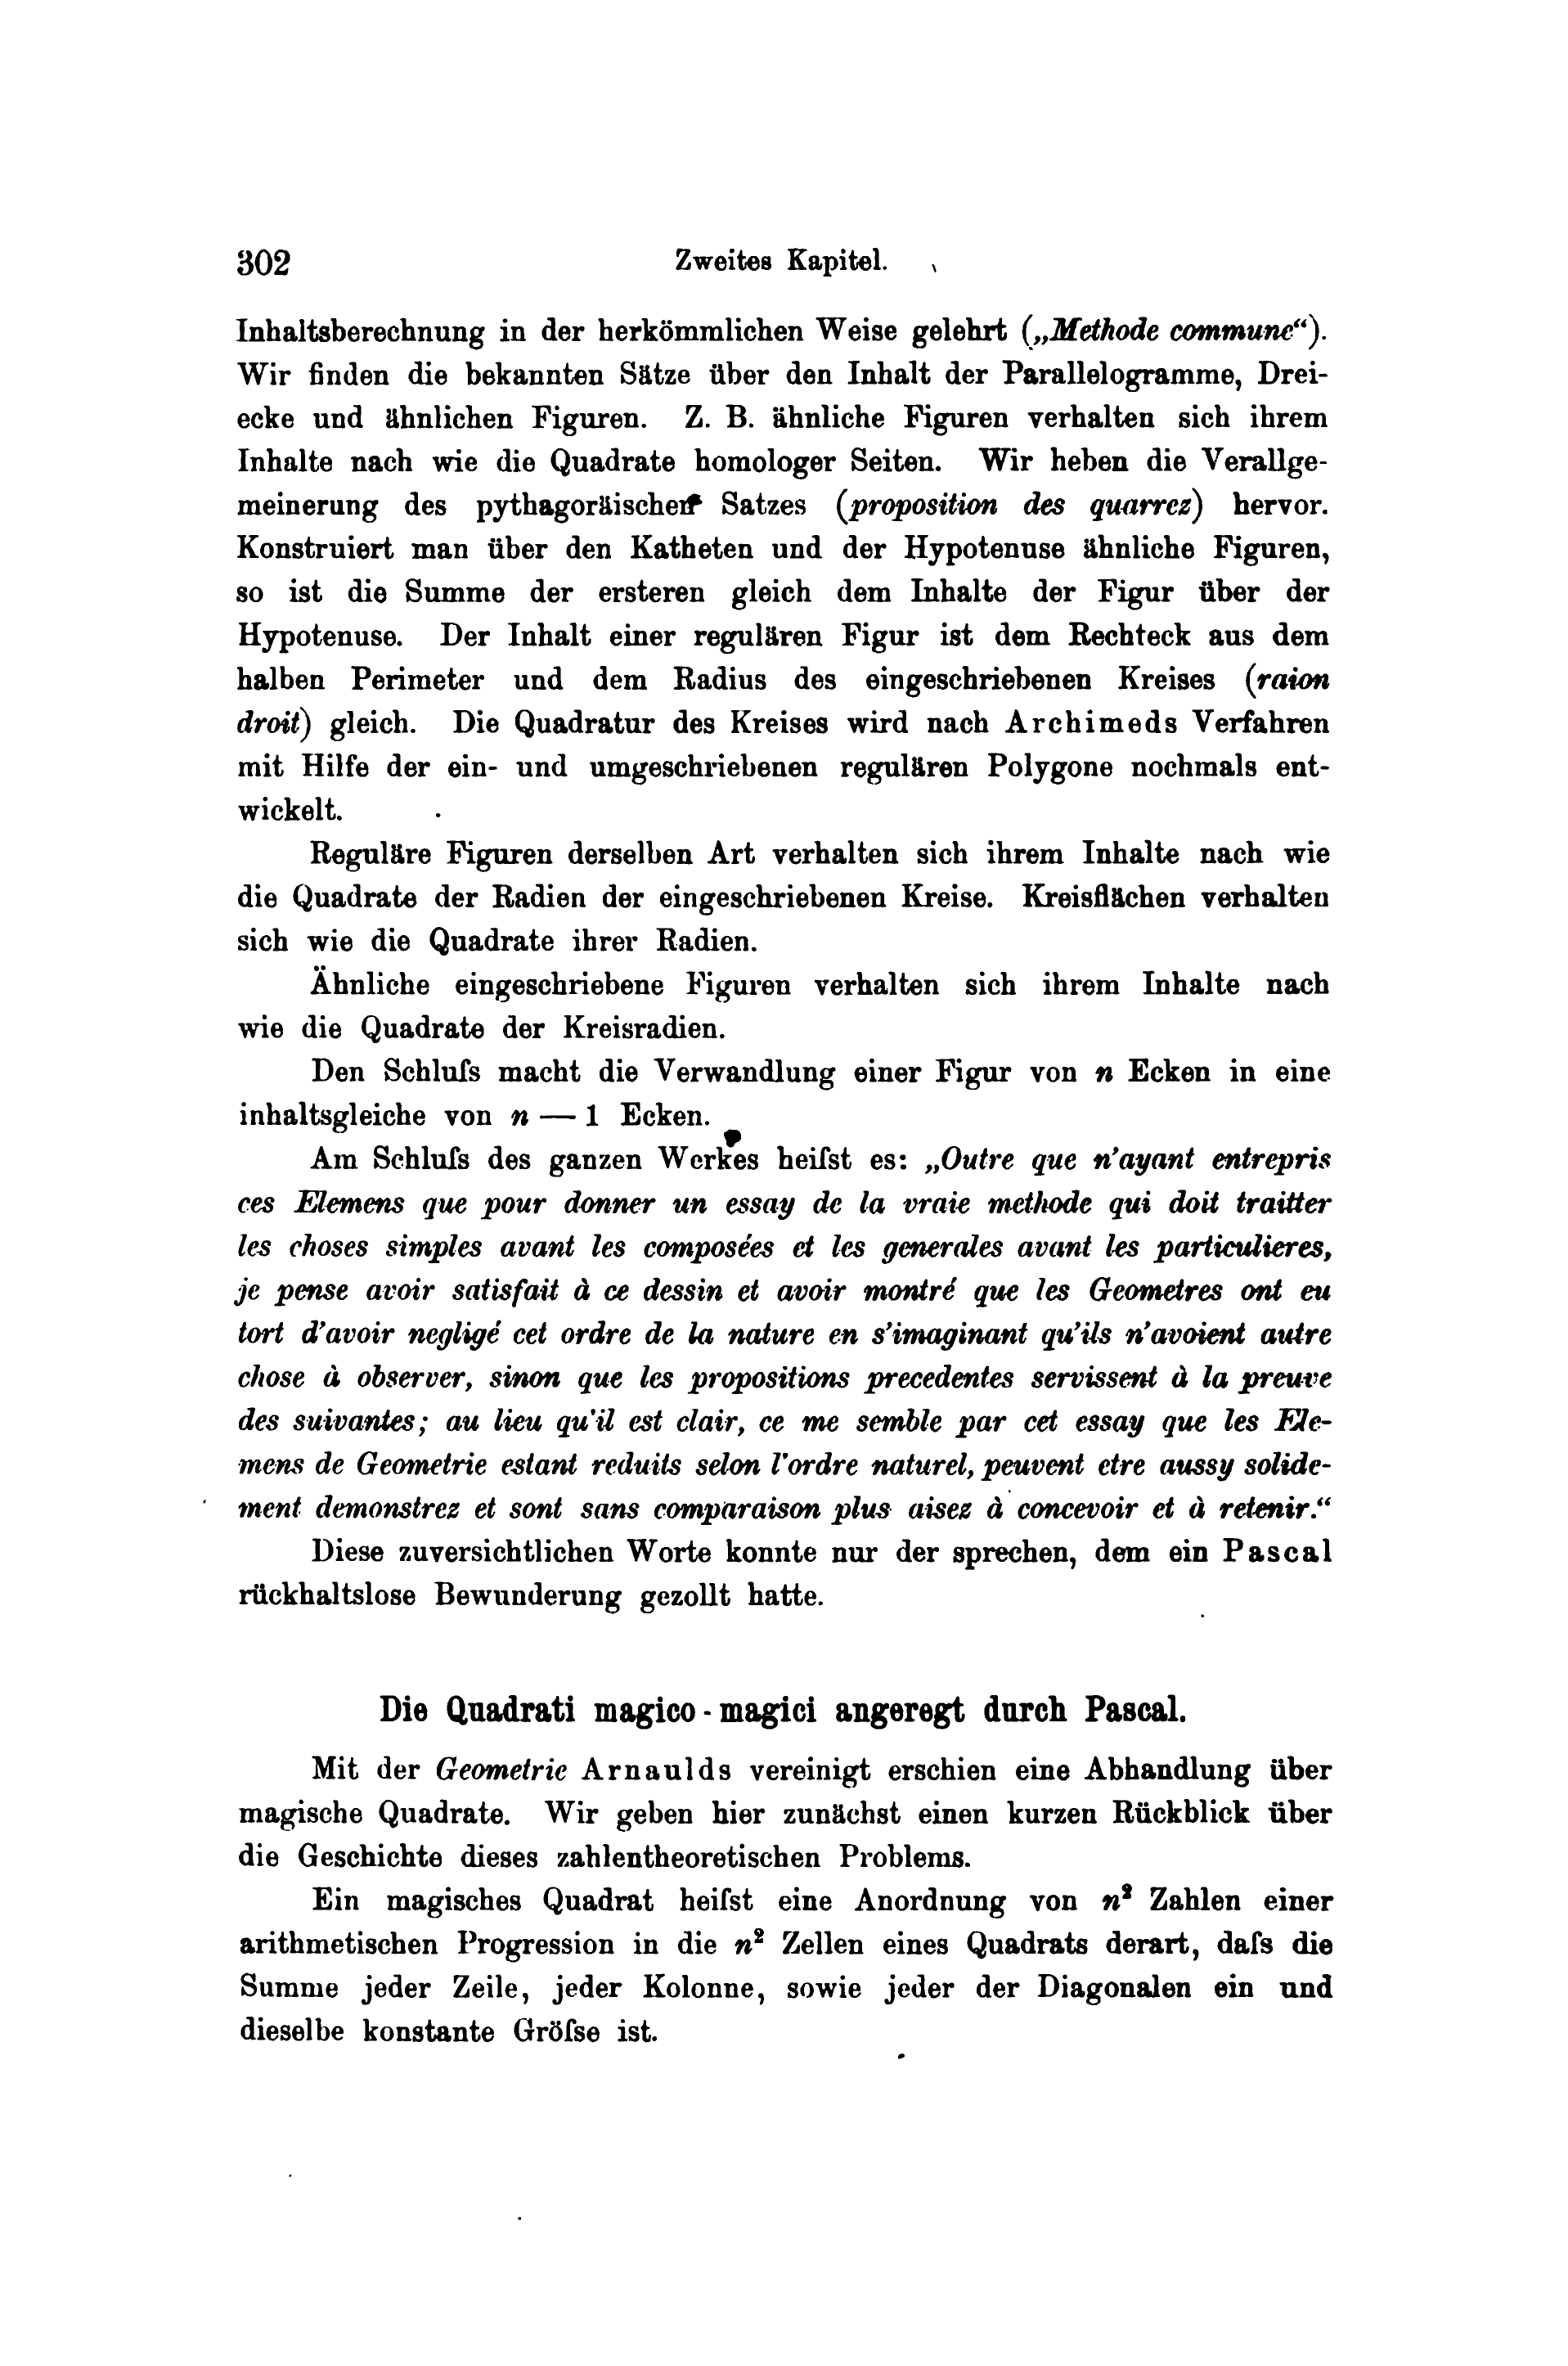 302 Zweites Kapitel.
Inhaltsberechnung in der herkömmlichen Weise gelehrt („Methode commune“).
Wir finden die bekannten Sätze über den Inhalt der Parallelogramme, Drei-
ecke und ähnlichen Figuren. Z. B. ähnliche Figuren verhalten sich ihrem
Inhalte nach wie die Quadrate homologer Seiten. Wir heben die Verallge-
meinerung des pythagoräischen Satzes (proposition des quarrez) hervor.
Konstruiert man über den Katheten und der Hypotenuse ähnliche Figuren,
so ist die Summe der ersteren gleich dem Inhalte der Figur über der
Hypotenuse. Der Inhalt einer regulären Figur ist dem Rechteck aus dem
halben Perimeter und dem Radius des eingeschriebenen Kreises (raion
droit) gleich. Die Quadratur des Kreises wird nach Archimeds Verfahren
mit Hilfe der ein- und umgeschriebenen regulären Polygone nochmals ent-
wickelt.
Reguläre Figuren derselben Art verhalten sich ihrem Inhalte nach wie
die Quadrate der Radien der eingeschriebenen Kreise. Kreisflächen verhalten
sich wie die Quadrate ihrer Radien.
Ähnliche eingeschriebene Figuren verhalten sich ihrem Inhalte nach
wie die Quadrate der Kreisradien.
Den Schluſs macht die Verwandlung einer Figur von n Ecken in eine
inhaltsgleiche von n — 1 Ecken.
Am Schluſs des ganzen Werkes heiſst es: „Outre que n'ayant entrepris
ces Elemens que pour donner un essay de la vraie methode qui doit traitter
les choses simples avant les composées et les generales avant les particulieres,
je pense avoir satisfait à ce dessin et avoir montré que les Geometres ont eu
tort d'avoir negligé cet ordre de la nature en s'imaginant qu'ils n'avoient autre
chose à observer, sinon que les propositions precedentes servissent à la preuve
des suivantes; au lieu qu'il est clair, ce me semble par cet essay que les Ele-
mens de Geometrie estant reduits selon l'ordre naturel, peuvent etre aussy solide-
ment demonstrez et sont sans comparaison plus aisez à concevoir et à retenir.“
Diese zuversichtlichen Worte konnte nur der sprechen, dem ein Pascal
rückhaltslose Bewunderung gezollt hatte.
Die Quadrati magico-magici angeregt durch Pascal.
Mit der Geometrie Arnaulds vereinigt erschien eine Abhandlung über
magische Quadrate. Wir geben hier zunächst einen kurzen Rückblick über
die Geschichte dieses zahlentheoretischen Problems.
Ein magisches Quadrat heiſst eine Anordnung von n² Zahlen einer
arithmetischen Progression in die n² Zellen eines Quadrats derart, daſs die
Summe jeder Zeile, jeder Kolonne, sowie jeder der Diagonalen ein und
dieselbe konstante Gröſse ist.